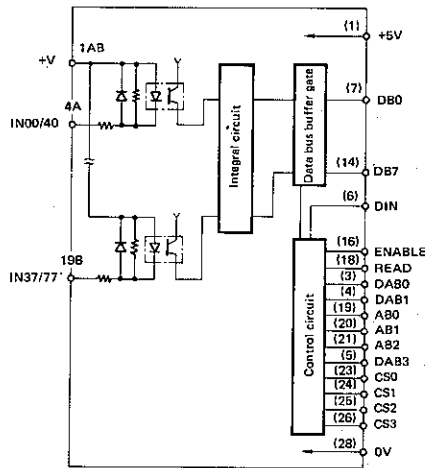 +V
1AB
4A
IN00/40
19B
IN37/77
Integral circuit
Data bus buffer gate
Control circuit
(1) +5V
(7) DB0
(14) DB7
(6) DIN
(16) ENABLE
(18) READ
(3) DAB0
(4) DAB1
(19) AB0
(20) AB1
(21) AB2
(5) DAB3
(23) CS0
(24) CS1
(25) CS2
(26) CS3
(28) 0V